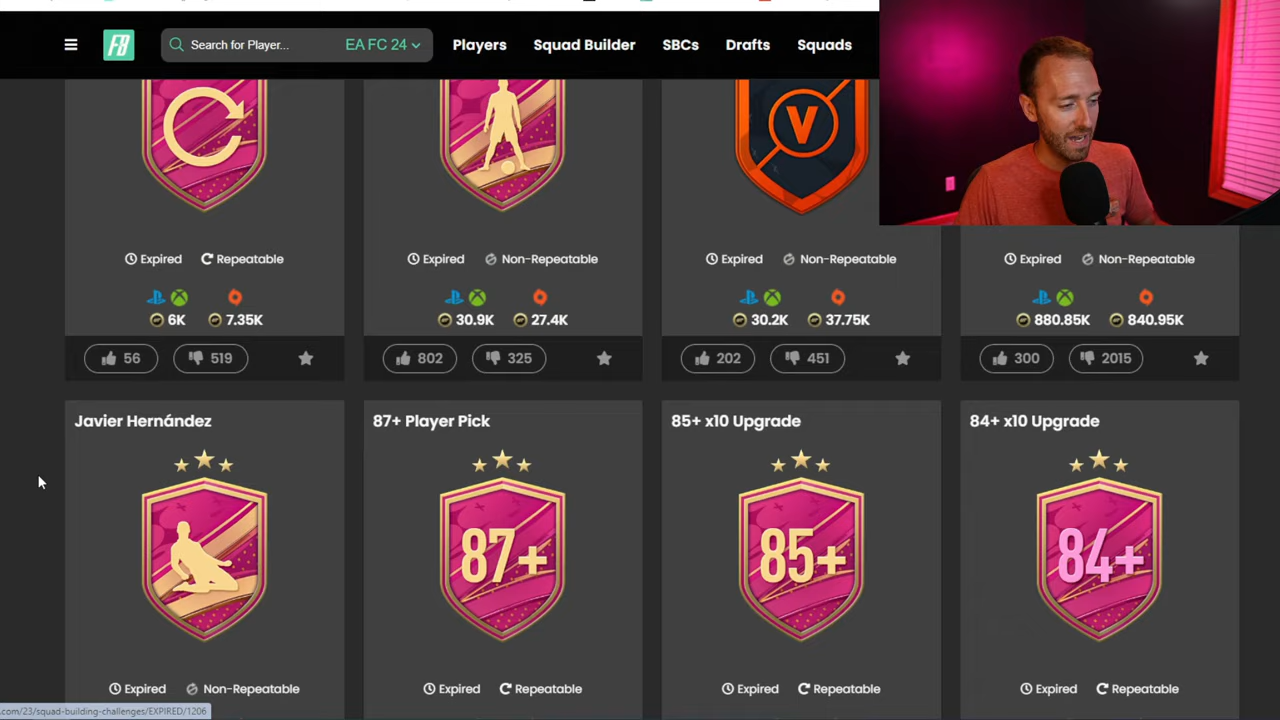 F8
Search for Player...
EA FC 24
Players
Squad Builder
SBCs
Drafts
Squads
V
Expired
Repeatable
Expired
Non-Repeatable
Expired
Non-Repeatable
Expired
Non-Repeatable
6K
7.35K
30.9K
27.4K
30.2K
37.75K
880.85K
840.95K
56
519
802
325
202
451
300
2015
Javier Hernández
87+ Player Pick
85+ x10 Upgrade
84+ x10 Upgrade
87+
85+
84+
Expired
Non-Repeatable
Expired
Repeatable
Expired
Repeatable
Expired
Repeatable
.com/23/squad-building-challenges/EXPIRED/1206